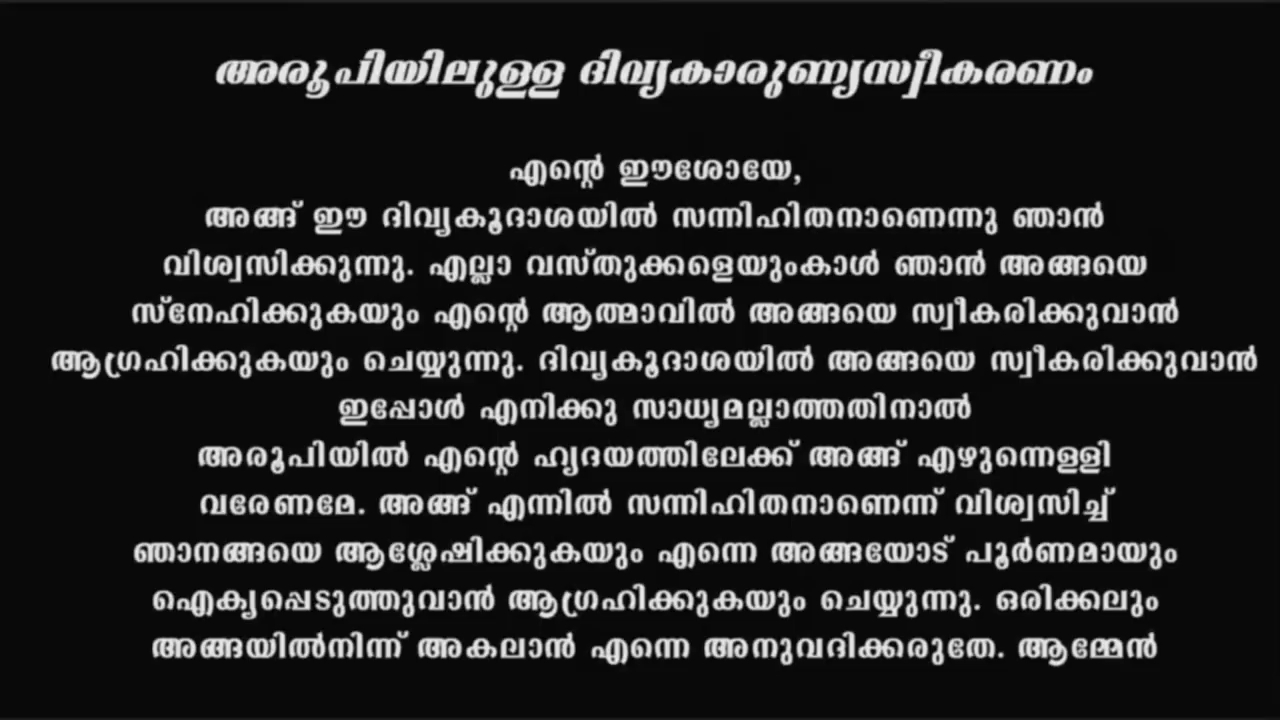 അരൂപിയിലുള്ള ദിവ്യകാരുണ്യസ്വീകരണം
എന്റെ ഈശോയേ,
അങ്ങ് ഈ ദിവ്യകൂദാശയിൽ സന്നിഹിതനാണെന്നു ഞാൻ
വിശ്വസിക്കുന്നു. എല്ലാ വസ്തുക്കളെയുംകാൾ ഞാൻ അങ്ങയെ
സ്നേഹിക്കുകയും എന്റെ ആത്മാവിൽ അങ്ങയെ സ്വീകരിക്കുവാൻ
ആഗ്രഹിക്കുകയും ചെയ്യുന്നു. ദിവ്യകൂദാശയിൽ അങ്ങയെ സ്വീകരിക്കുവാൻ
ഇപ്പോൾ എനിക്കു സാധ്യമല്ലാത്തതിനാൽ
അരൂപിയിൽ എന്റെ ഹൃദയത്തിലേക്ക് അങ്ങ് എഴുന്നെള്ളി
വരേണമേ. അങ്ങ് എന്നിൽ സന്നിഹിതനാണെന്ന് വിശ്വസിച്ച്
ഞാനങ്ങയെ ആശ്ലേഷിക്കുകയും എന്നെ അങ്ങയോട് പൂർണമായും
ഐക്യപ്പെടുത്തുവാൻ ആഗ്രഹിക്കുകയും ചെയ്യുന്നു. ഒരിക്കലും
അങ്ങയിൽനിന്ന് അകലാൻ എന്നെ അനുവദിക്കരുതേ. ആമ്മേൻ